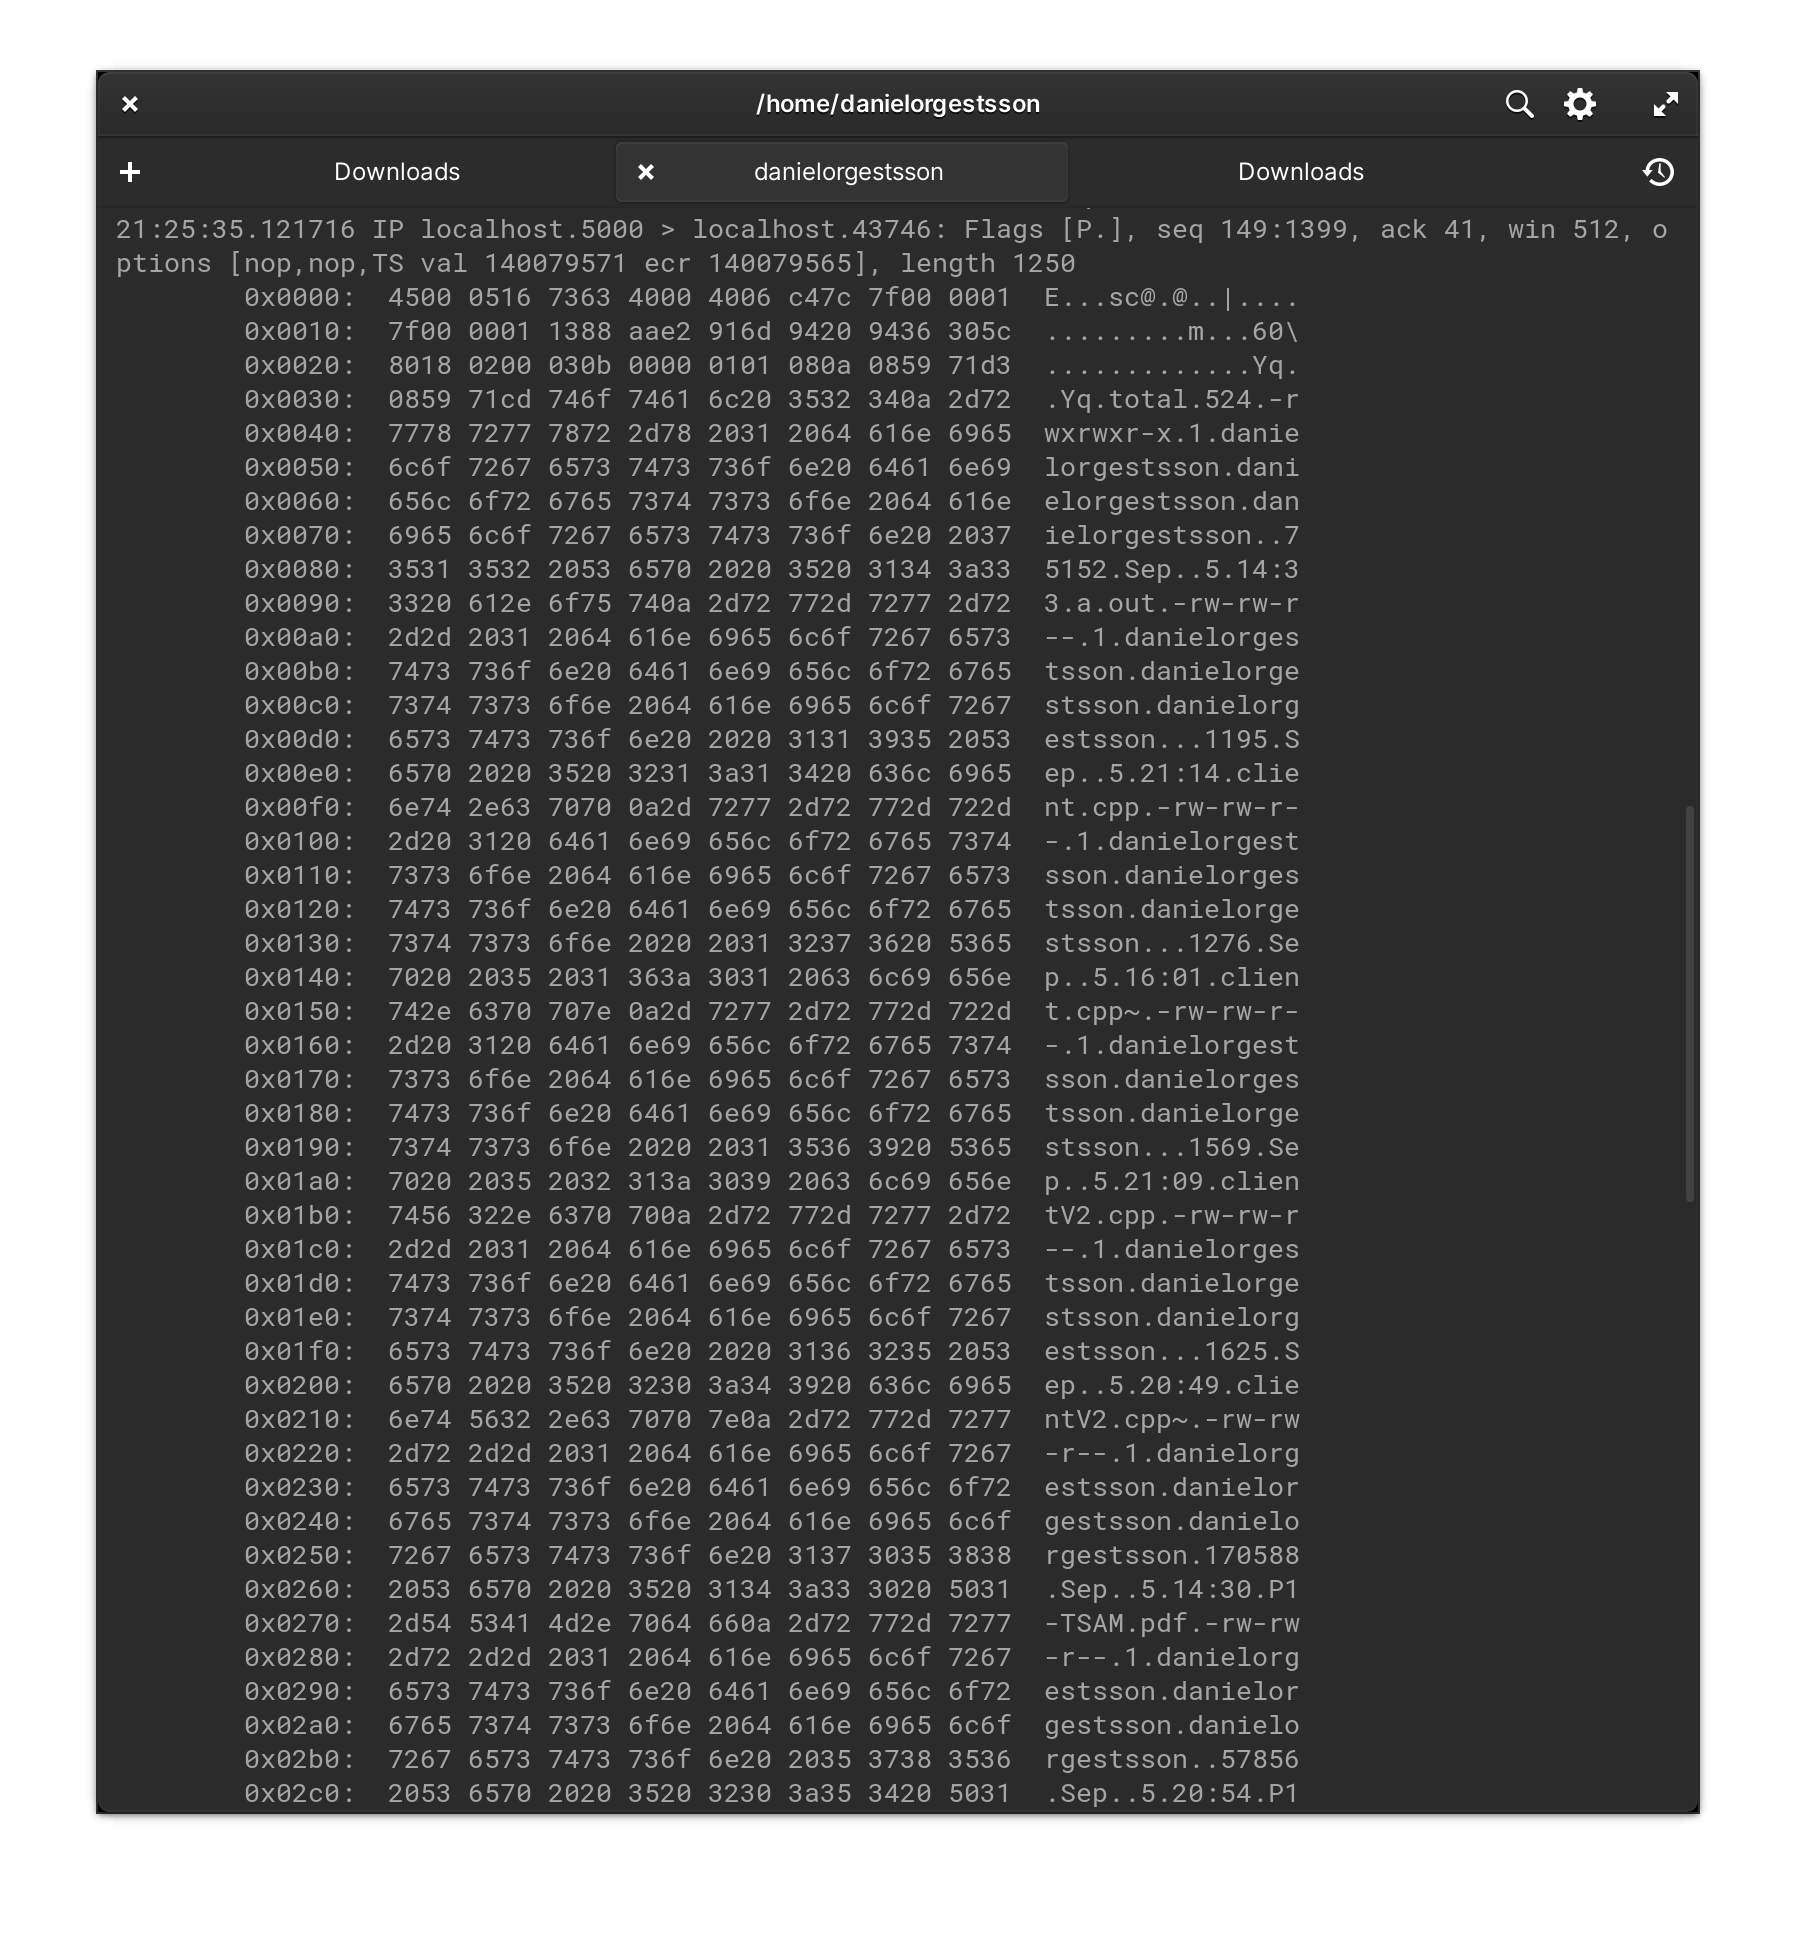 /home/danielorgestsson
Downloads
danielorgestsson
Downloads
21:25:35.121716 IP localhost.5000 > localhost.43746: Flags [P.], seq 149:1399, ack 41, win 512, o
ptions [nop,nop,TS val 140079571 ecr 140079565], length 1250
0x0000:  4500 0516 7363 4000 4006 c47c 7f00 0001  E...sc@.@..|....
0x0010:  7f00 0001 1388 aae2 916d 9420 9436 305c  .........m...60\
0x0020:  8018 0200 030b 0000 0101 080a 0859 71d3  .............Yq.
0x0030:  0859 71cd 746f 7461 6c20 3532 340a 2d72  .Yq.total.524.-r
0x0040:  7778 7277 7872 2d78 2031 2064 616e 6965  wxrwxr-x.1.danie
0x0050:  6c6f 7267 6573 7473 736f 6e20 6461 6e69  lorgestsson.dani
0x0060:  656c 6f72 6765 7374 7373 6f6e 2064 616e  elorgestsson.dan
0x0070:  6965 6c6f 7267 6573 7473 736f 6e20 2037  ielorgestsson..7
0x0080:  3531 3532 2053 6570 2020 3520 3134 3a33  5152.Sep..5.14:3
0x0090:  3320 612e 6f75 740a 2d72 772d 7277 2d72  3.a.out.-rw-rw-r
0x00a0:  2d2d 2031 2064 616e 6965 6c6f 7267 6573  --.1.danielorges
0x00b0:  7473 736f 6e20 6461 6e69 656c 6f72 6765  tsson.danielorge
0x00c0:  7374 7373 6f6e 2064 616e 6965 6c6f 7267  stsson.danielorg
0x00d0:  6573 7473 736f 6e20 2020 3131 3935 2053  estsson...1195.S
0x00e0:  6570 2020 3520 3231 3a31 3420 636c 6965  ep..5.21:14.clie
0x00f0:  6e74 2e63 7070 0a2d 7277 2d72 772d 722d  nt.cpp.-rw-rw-r-
0x0100:  2d20 3120 6461 6e69 656c 6f72 6765 7374  -.1.danielorgest
0x0110:  7373 6f6e 2064 616e 6965 6c6f 7267 6573  sson.danielorges
0x0120:  7473 736f 6e20 6461 6e69 656c 6f72 6765  tsson.danielorge
0x0130:  7374 7373 6f6e 2020 2031 3237 3620 5365  stsson...1276.Se
0x0140:  7020 2035 2031 363a 3031 2063 6c69 656e  p..5.16:01.clien
0x0150:  742e 6370 707e 0a2d 7277 2d72 772d 722d  t.cpp~.-rw-rw-r-
0x0160:  2d20 3120 6461 6e69 656c 6f72 6765 7374  -.1.danielorgest
0x0170:  7373 6f6e 2064 616e 6965 6c6f 7267 6573  sson.danielorges
0x0180:  7473 736f 6e20 6461 6e69 656c 6f72 6765  tsson.danielorge
0x0190:  7374 7373 6f6e 2020 2031 3536 3920 5365  stsson...1569.Se
0x01a0:  7020 2035 2032 313a 3039 2063 6c69 656e  p..5.21:09.clien
0x01b0:  7456 322e 6370 700a 2d72 772d 7277 2d72  tV2.cpp.-rw-rw-r
0x01c0:  2d2d 2031 2064 616e 6965 6c6f 7267 6573  --.1.danielorges
0x01d0:  7473 736f 6e20 6461 6e69 656c 6f72 6765  tsson.danielorge
0x01e0:  7374 7373 6f6e 2064 616e 6965 6c6f 7267  stsson.danielorg
0x01f0:  6573 7473 736f 6e20 2020 3136 3235 2053  estsson...1625.S
0x0200:  6570 2020 3520 3230 3a34 3920 636c 6965  ep..5.20:49.clie
0x0210:  6e74 5632 2e63 7070 7e0a 2d72 772d 7277  ntV2.cpp~.-rw-rw
0x0220:  2d72 2d2d 2031 2064 616e 6965 6c6f 7267  -r--.1.danielorg
0x0230:  6573 7473 736f 6e20 6461 6e69 656c 6f72  estsson.danielor
0x0240:  6765 7374 7373 6f6e 2064 616e 6965 6c6f  gestsson.danielo
0x0250:  7267 6573 7473 736f 6e20 3137 3035 3838  rgestsson.170588
0x0260:  2053 6570 2020 3520 3134 3a33 3020 5031  .Sep..5.14:30.P1
0x0270:  2d54 5341 4d2e 7064 660a 2d72 772d 7277  -TSAM.pdf.-rw-rw
0x0280:  2d72 2d2d 2031 2064 616e 6965 6c6f 7267  -r--.1.danielorg
0x0290:  6573 7473 736f 6e20 6461 6e69 656c 6f72  estsson.danielor
0x02a0:  6765 7374 7373 6f6e 2064 616e 6965 6c6f  gestsson.danielo
0x02b0:  7267 6573 7473 736f 6e20 2035 3738 3536  rgestsson..57856
0x02c0:  2053 6570 2020 3520 3230 3a35 3420 5031  .Sep..5.20:54.P1